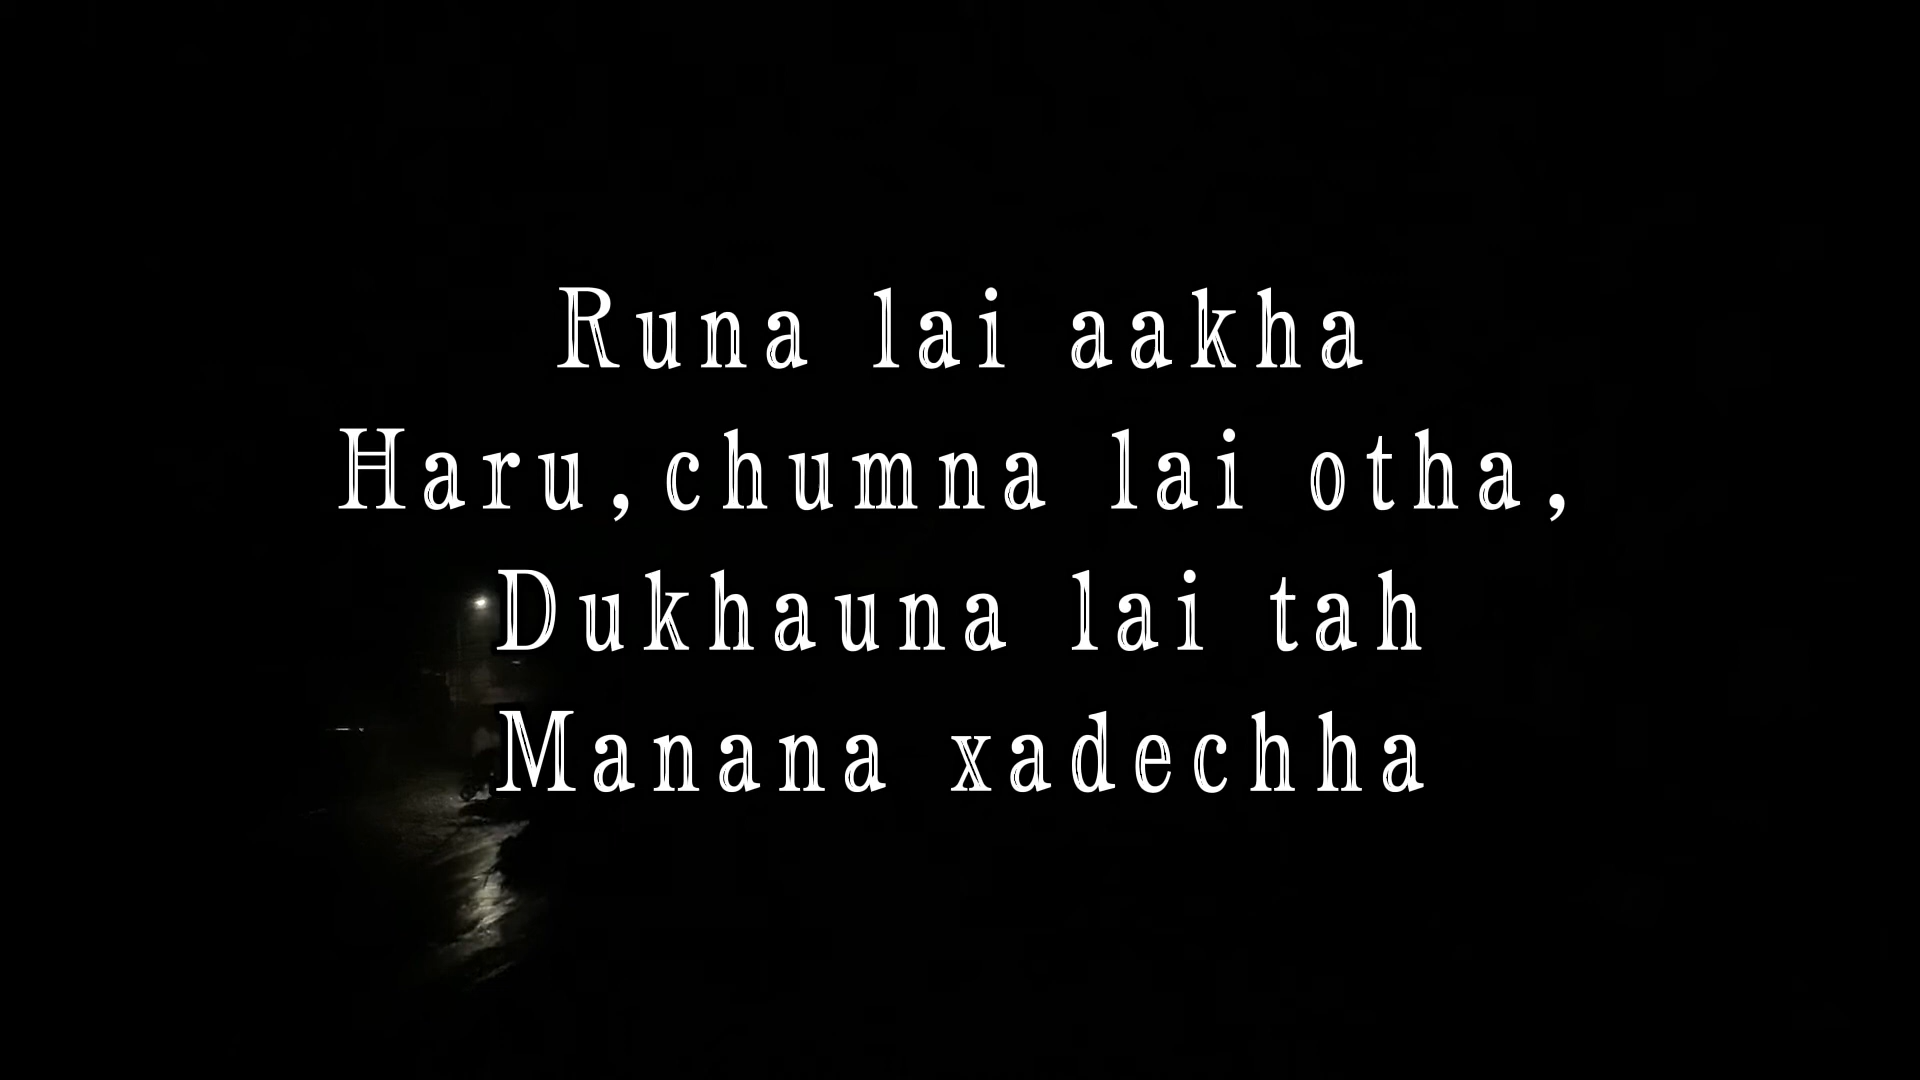 Runa lai aakha
Haru,chumna lai otha,
Dukhauna lai tah
Manana xadechha